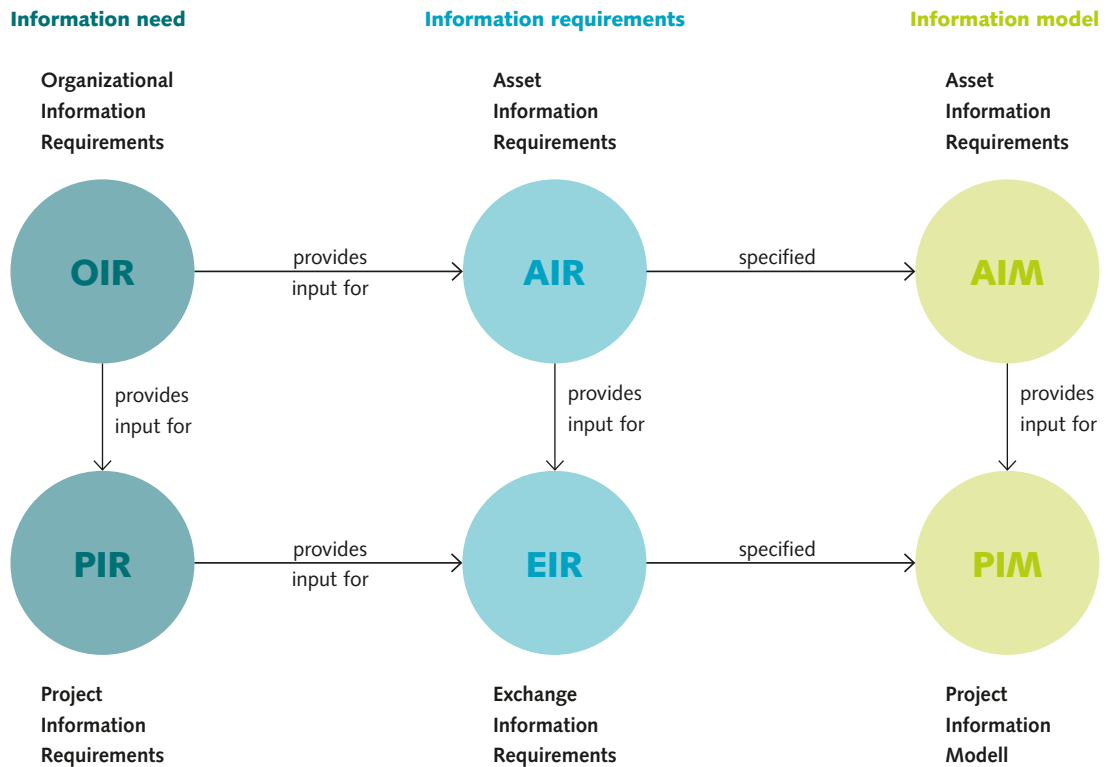 Information need
Information requirements
Information model
Organizational
Information
Requirements
Asset
Information
Requirements
Asset
Information
Requirements
OIR
provides
input for
AIR
specified
AIM
provides
input for
provides
input for
provides
input for
PIR
provides
input for
EIR
specified
PIM
Project
Information
Requirements
Exchange
Information
Requirements
Project
Information
Modell